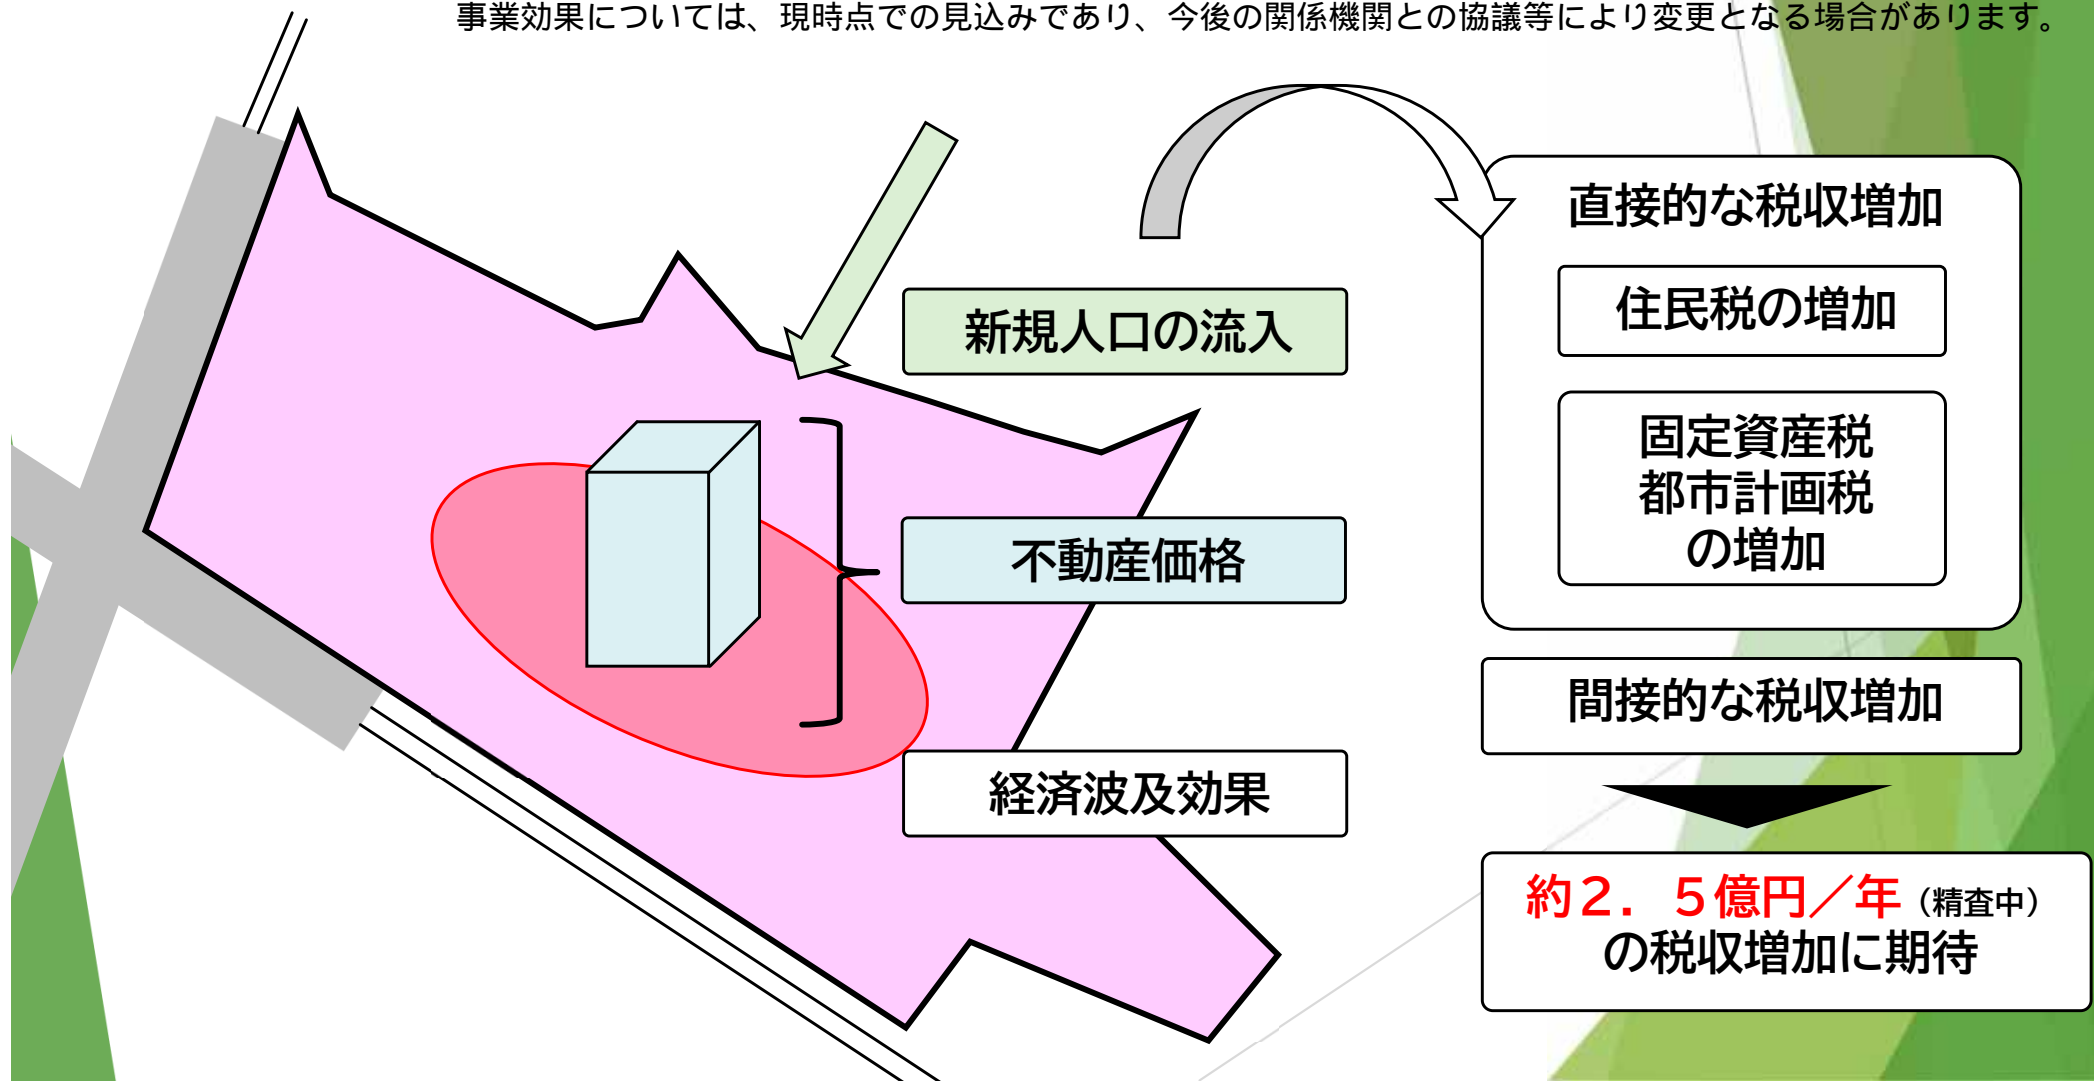 事業効果については、現時点での見込みであり、今後の関係機関との協議等により変更となる場合があります。
新規人口の流入
不動産価格
経済波及効果
直接的な税収増加
住民税の増加
固定資産税
都市計画税
の増加
間接的な税収増加
約２．５億円／年（精査中）
の税収増加に期待